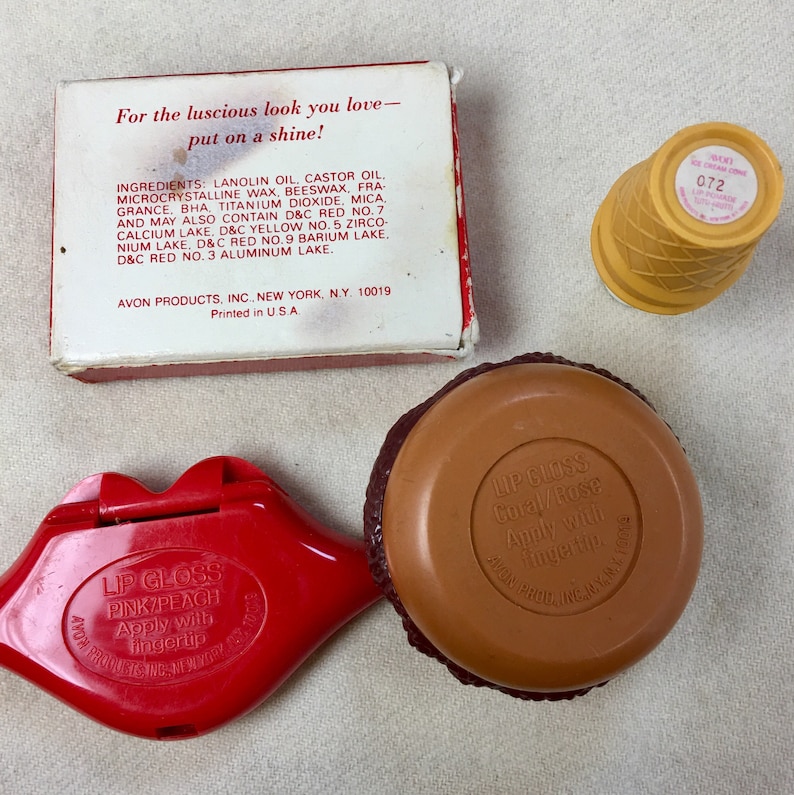 For the luscious look you love—
put on a shine!
INGREDIENTS: LANOLIN OIL, CASTOR OIL,
MICROCRYSTALLINE WAX, BEESWAX, FRA-
GRANCE, BHA, TITANIUM DIOXIDE, MICA,
AND MAY ALSO CONTAIN D&C RED NO. 7
CALCIUM LAKE, D&C YELLOW NO. 5 ZIRCO-
NIUM LAKE, D&C RED NO. 9 BARIUM LAKE,
D&C RED NO. 3 ALUMINUM LAKE.
AVON PRODUCTS, INC., NEW YORK, N.Y. 10019
Printed in U.S.A.
AVON
ICE CREAM CONE
0.72
LIP POMADE
TUTTI-FRUTTI
LIP GLOSS
Coral/Rose
Apply with
fingertip.
AVON PROD., INC., N.Y., N.Y. 10019
LIP GLOSS
PINK/PEACH
Apply with
fingertip
AVON PRODUCTS, INC., NEW YORK, N.Y. 10019